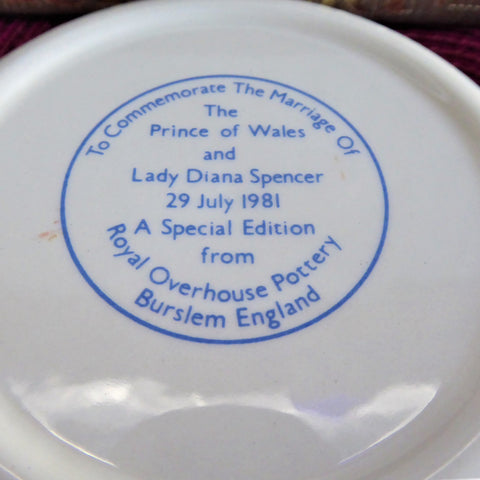 To Commemorate The Marriage Of
The
Prince of Wales
and
Lady Diana Spencer
29 July 1981
A Special Edition
from
Royal Overhouse Pottery
Burslem England